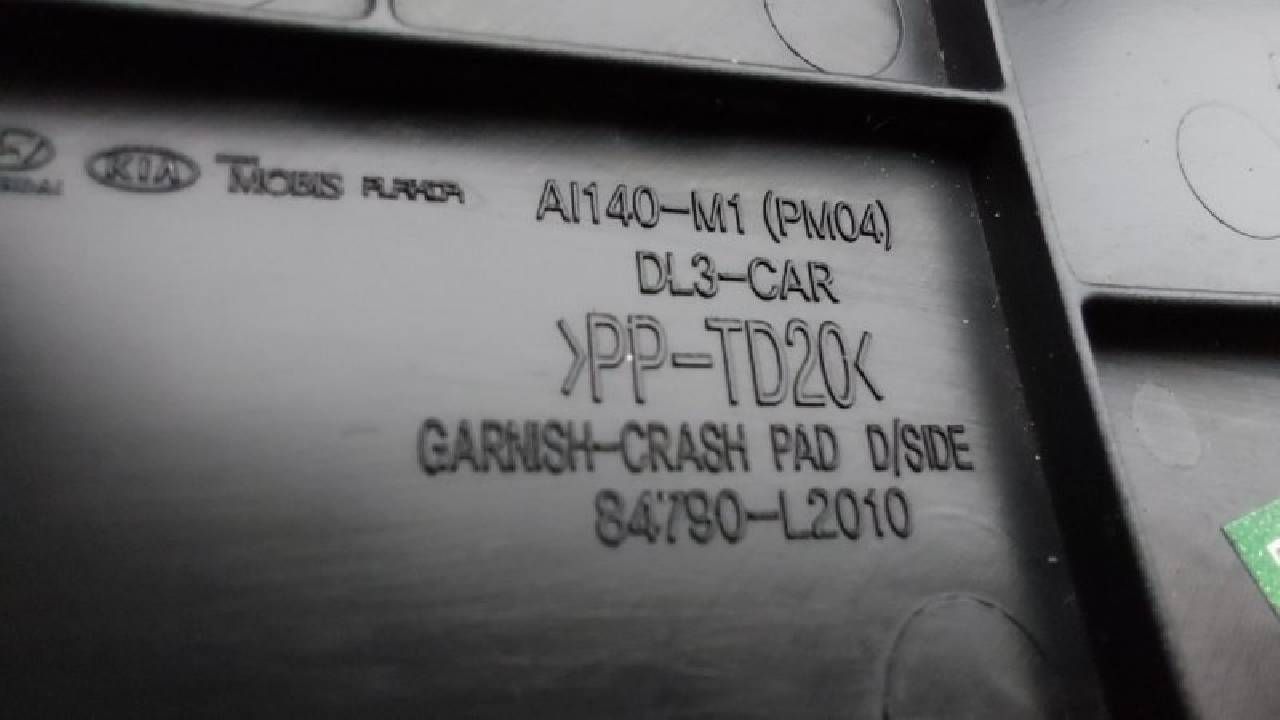 KIA MOBIS
AI140-M1 (PM04)
DL3-CAR
>PP-TD20<
GARNISH-CRASH PAD D/SIDE
84790-L2010